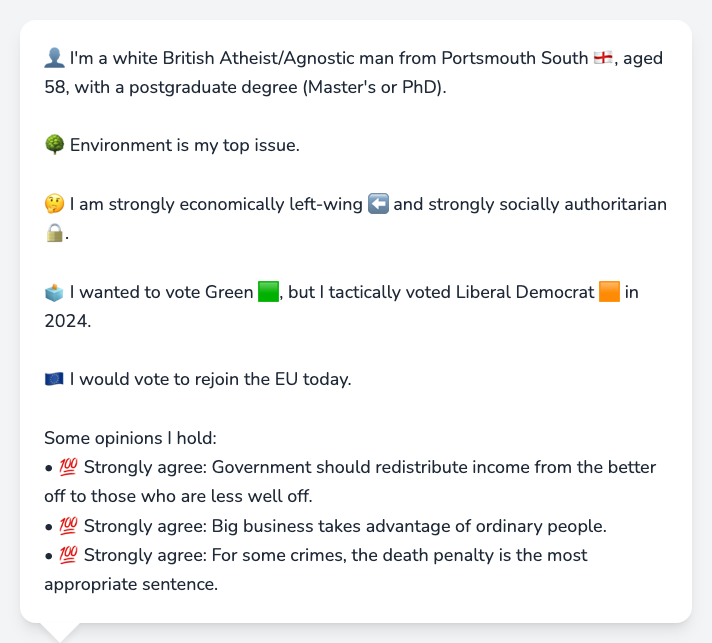 👤 I'm a white British Atheist/Agnostic man from Portsmouth South 🏴󠁧󠁢󠁥󠁮󠁧󠁿, aged
58, with a postgraduate degree (Master's or PhD).
🌳 Environment is my top issue.
🤔 I am strongly economically left-wing ⬅️ and strongly socially authoritarian
🔒.
🗳️ I wanted to vote Green 🟩, but I tactically voted Liberal Democrat 🟧 in
2024.
🇪🇺 I would vote to rejoin the EU today.
Some opinions I hold:
• 💯 Strongly agree: Government should redistribute income from the better
off to those who are less well off.
• 💯 Strongly agree: Big business takes advantage of ordinary people.
• 💯 Strongly agree: For some crimes, the death penalty is the most
appropriate sentence.